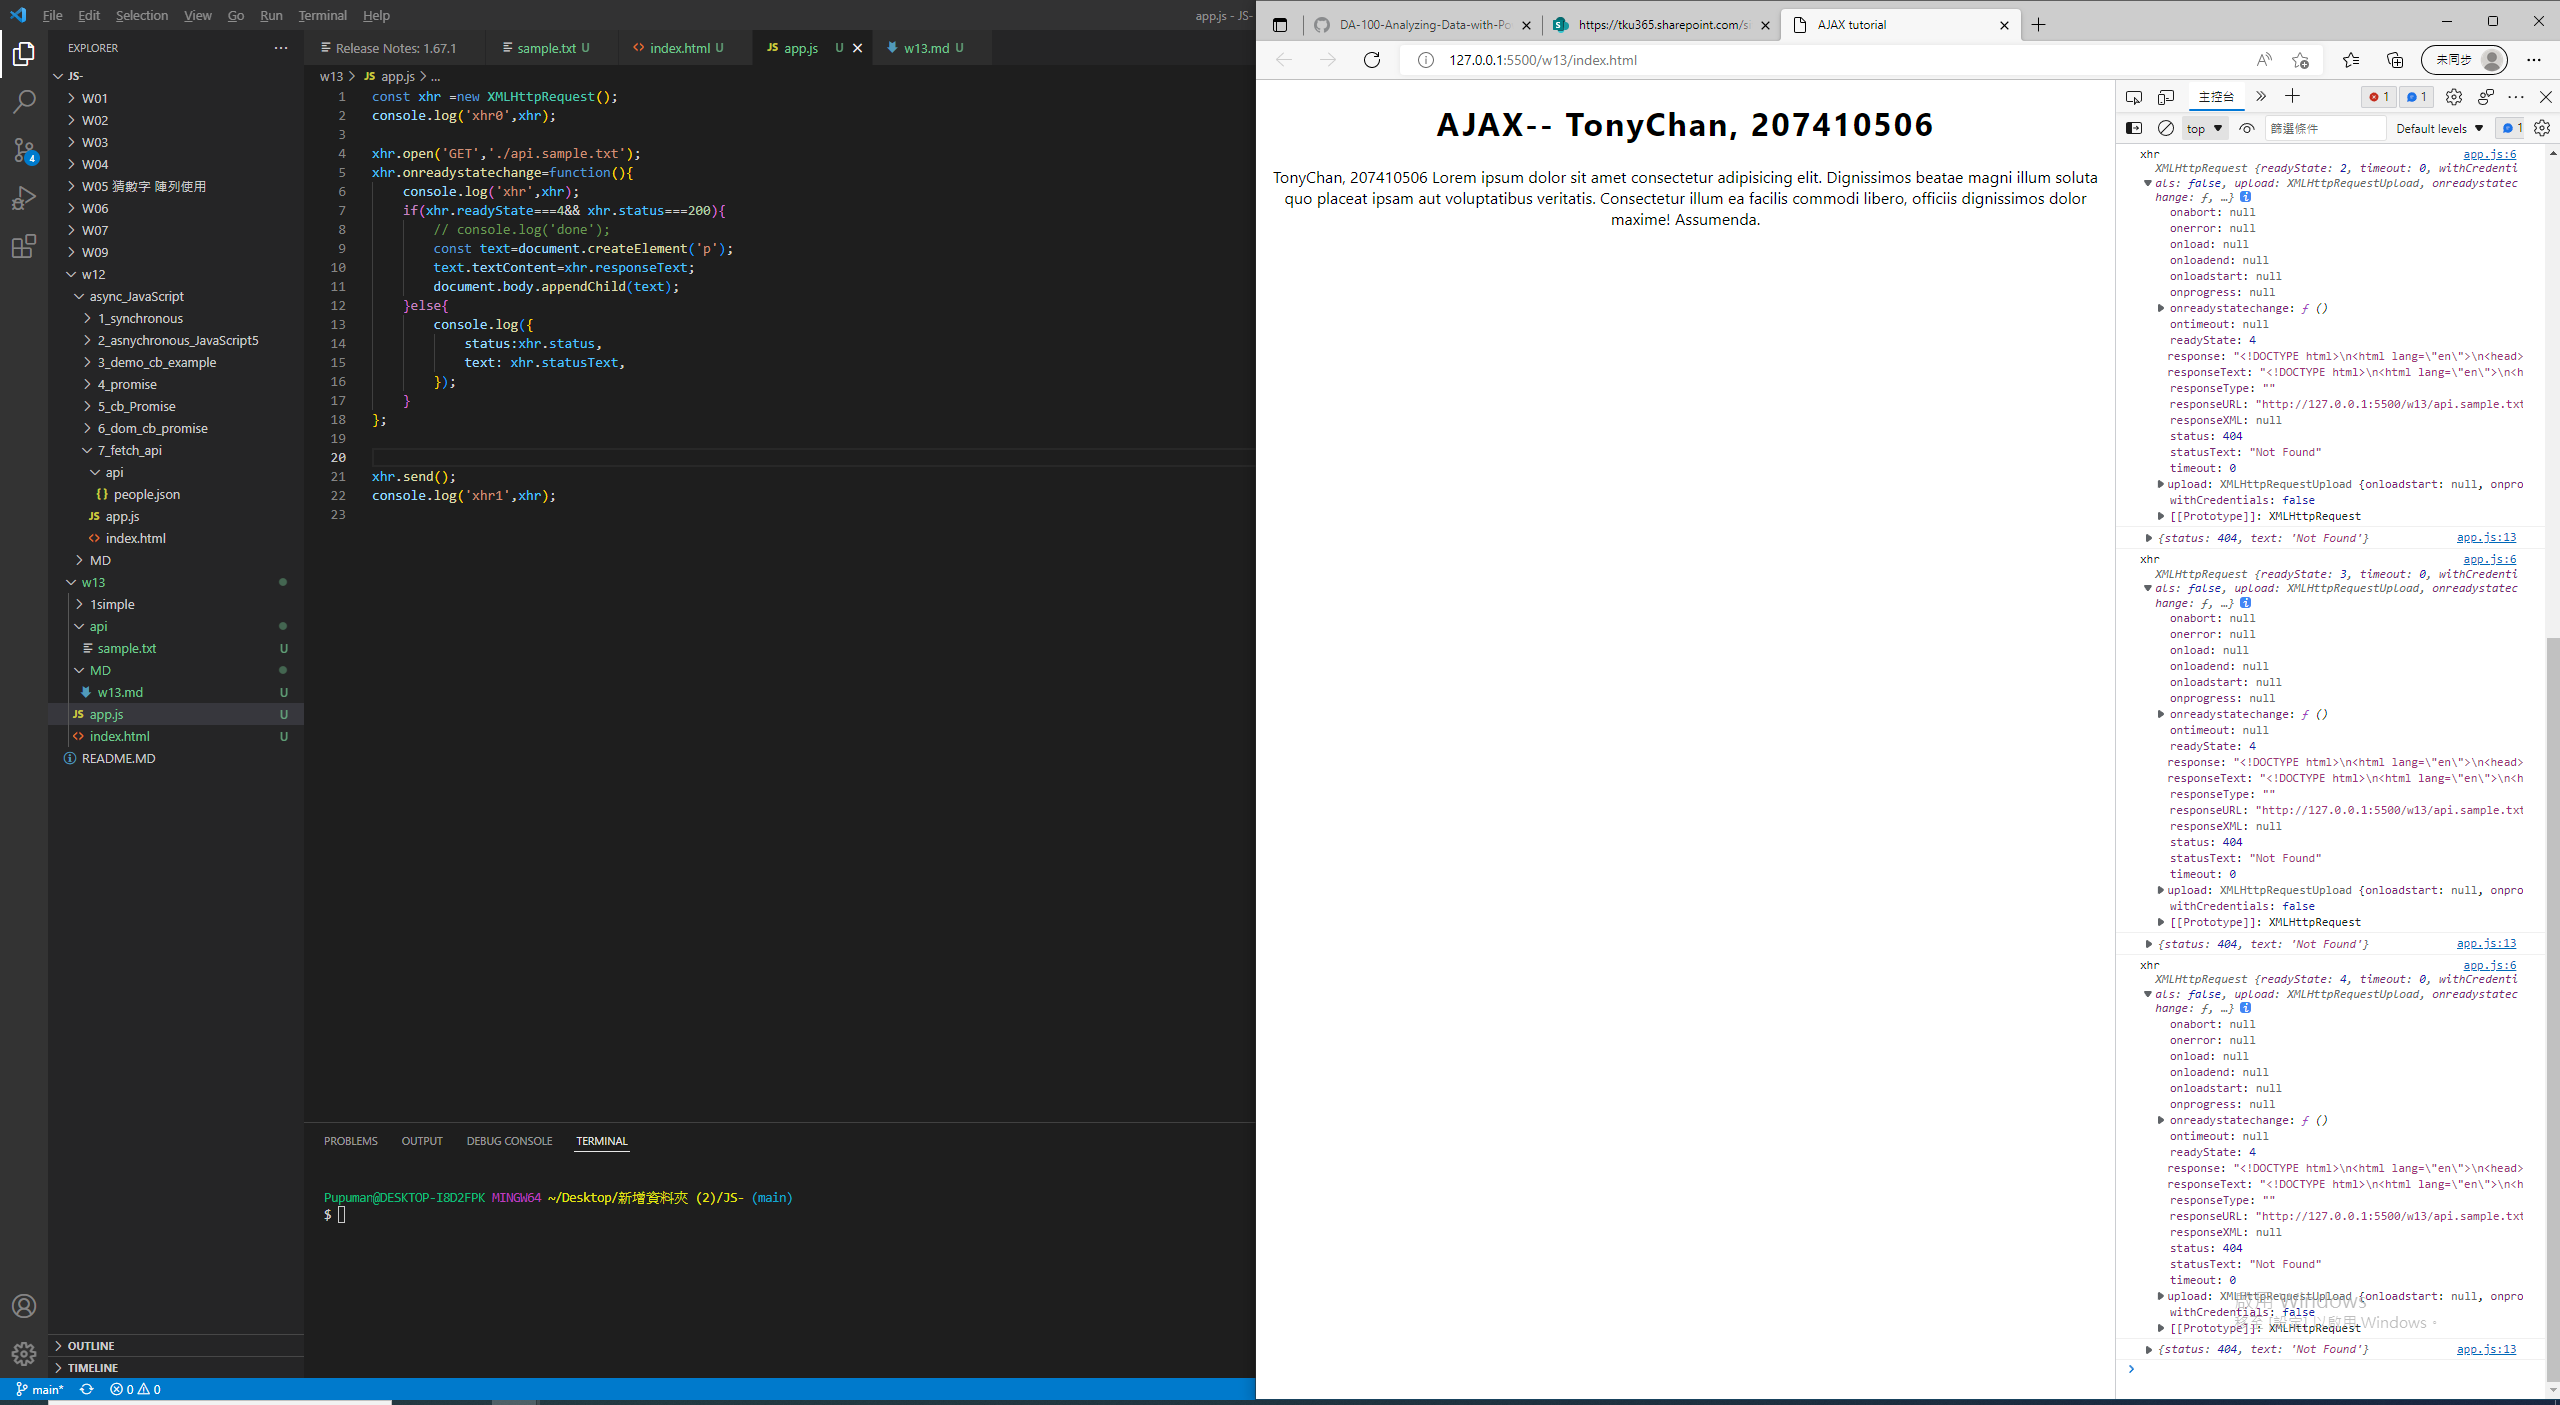 File Edit Selection View Go Run Terminal Help
app.js - JS-
EXPLORER
JS-
W01
W02
W03
W04
W05 猜數字 陣列使用
W06
W07
W09
w12
async_JavaScript
1_synchronous
2_asnychronous_JavaScript5
3_demo_cb_example
4_promise
5_cb_Promise
6_dom_cb_promise
7_fetch_api
api
{} people.json
JS app.js
<> index.html
MD
w13
1simple
api
sample.txt U
MD
w13.md U
JS app.js U
<> index.html U
README.MD
OUTLINE
TIMELINE
4
Release Notes: 1.67.1
sample.txt U
<> index.html U
JS app.js U
w13.md U
w13 > JS app.js > ...
1 const xhr =new XMLHttpRequest();
2 console.log('xhr0',xhr);
3
4 xhr.open('GET','./api.sample.txt');
5 xhr.onreadystatechange=function(){
6 console.log('xhr',xhr);
7 if(xhr.readyState===4&& xhr.status===200){
8 // console.log('done');
9 const text=document.createElement('p');
10 text.textContent=xhr.responseText;
11 document.body.appendChild(text);
12 }else{
13 console.log({
14 status:xhr.status,
15 text: xhr.statusText,
16 });
17 }
18 };
19
20
21 xhr.send();
22 console.log('xhr1',xhr);
23
PROBLEMS OUTPUT DEBUG CONSOLE TERMINAL
Pupuman@DESKTOP-I8D2FPK MINGW64 ~/Desktop/新增資料夾 (2)/JS- (main)
$
main* 0 0
DA-100-Analyzing-Data-with-Po
https://tku365.sharepoint.com/si
AJAX tutorial
127.0.0.1:5500/w13/index.html
未同步
AJAX-- TonyChan, 207410506
TonyChan, 207410506 Lorem ipsum dolor sit amet consectetur adipisicing elit. Dignissimos beatae magni illum soluta
quo placeat ipsam aut voluptatibus veritatis. Consectetur illum ea facilis commodi libero, officiis dignissimos dolor
maxime! Assumenda.
主控台 1 1
top 篩選條件 Default levels 1
xhr app.js:6
XMLHttpRequest {readyState: 2, timeout: 0, withCredenti
als: false, upload: XMLHttpRequestUpload, onreadystatec
hange: ƒ, …}
onabort: null
onerror: null
onload: null
onloadend: null
onloadstart: null
onprogress: null
onreadystatechange: ƒ ()
ontimeout: null
readyState: 4
response: "<!DOCTYPE html>\n<html lang=\"en\">\n<head>
responseText: "<!DOCTYPE html>\n<html lang=\"en\">\n<h
responseType: ""
responseURL: "http://127.0.0.1:5500/w13/api.sample.txt
responseXML: null
status: 404
statusText: "Not Found"
timeout: 0
upload: XMLHttpRequestUpload {onloadstart: null, onpro
withCredentials: false
[[Prototype]]: XMLHttpRequest
{status: 404, text: 'Not Found'} app.js:13
xhr app.js:6
XMLHttpRequest {readyState: 3, timeout: 0, withCredenti
als: false, upload: XMLHttpRequestUpload, onreadystatec
hange: ƒ, …}
onabort: null
onerror: null
onload: null
onloadend: null
onloadstart: null
onprogress: null
onreadystatechange: ƒ ()
ontimeout: null
readyState: 4
response: "<!DOCTYPE html>\n<html lang=\"en\">\n<head>
responseText: "<!DOCTYPE html>\n<html lang=\"en\">\n<h
responseType: ""
responseURL: "http://127.0.0.1:5500/w13/api.sample.txt
responseXML: null
status: 404
statusText: "Not Found"
timeout: 0
upload: XMLHttpRequestUpload {onloadstart: null, onpro
withCredentials: false
[[Prototype]]: XMLHttpRequest
{status: 404, text: 'Not Found'} app.js:13
xhr app.js:6
XMLHttpRequest {readyState: 4, timeout: 0, withCredenti
als: false, upload: XMLHttpRequestUpload, onreadystatec
hange: ƒ, …}
onabort: null
onerror: null
onload: null
onloadend: null
onloadstart: null
onprogress: null
onreadystatechange: ƒ ()
ontimeout: null
readyState: 4
response: "<!DOCTYPE html>\n<html lang=\"en\">\n<head>
responseText: "<!DOCTYPE html>\n<html lang=\"en\">\n<h
responseType: ""
responseURL: "http://127.0.0.1:5500/w13/api.sample.txt
responseXML: null
status: 404
statusText: "Not Found"
timeout: 0
upload: XMLHttpRequestUpload {onloadstart: null, onpro
withCredentials: false
[[Prototype]]: XMLHttpRequest
{status: 404, text: 'Not Found'} app.js:13
啟用 Windows
移至 [設定] 以啟用 Windows。